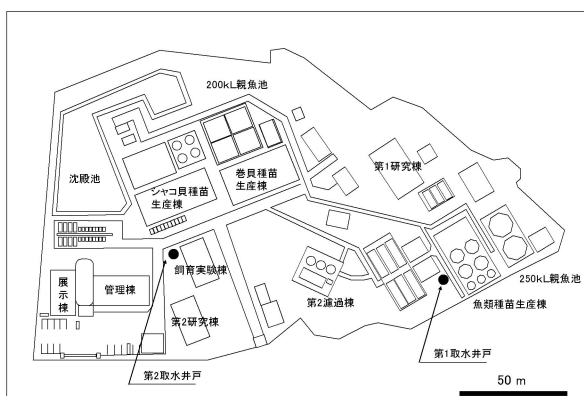 200kL親魚池
第1研究棟
沈殿池
シャコ貝種苗
生産棟
巻貝種苗
生産棟
飼育実験棟
展示棟
管理棟
第2濾過棟
250kL親魚池
魚類種苗生産棟
第2研究棟
第1取水井戸
第2取水井戸
50 m